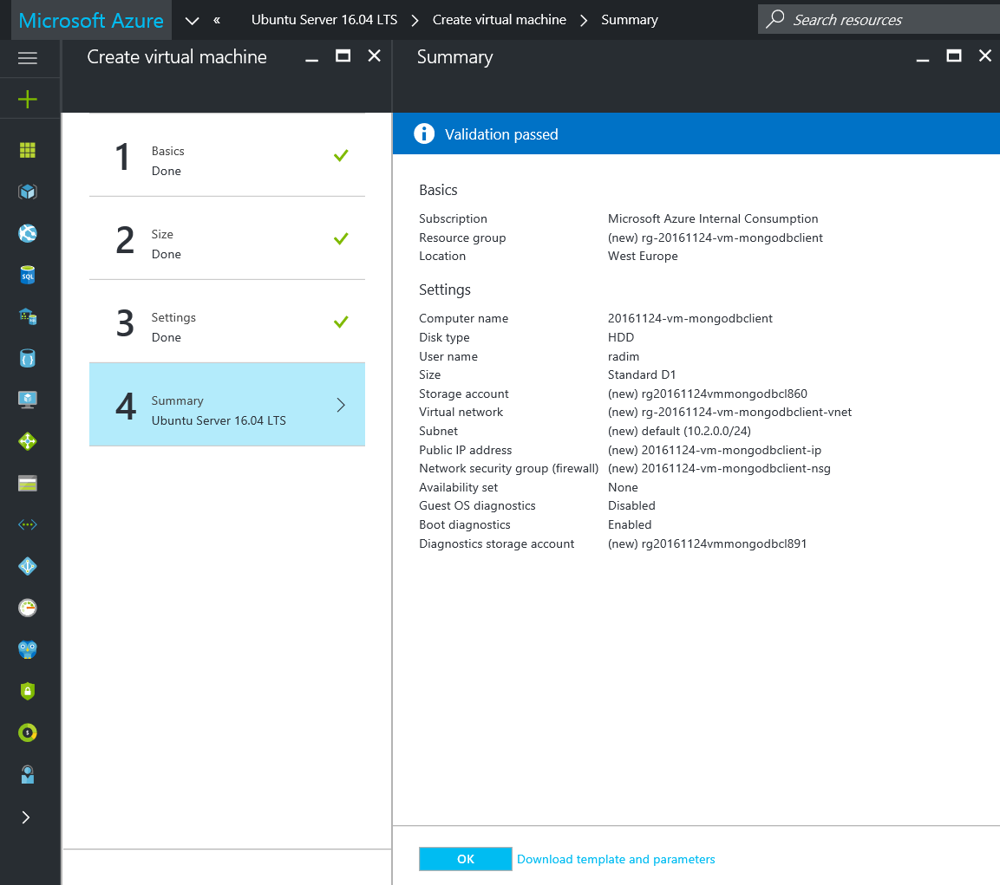 Microsoft Azure « Ubuntu Server 16.04 LTS > Create virtual machine > Summary Search resources
Create virtual machine
1 Basics
Done
2 Size
Done
3 Settings
Done
4 Summary
Ubuntu Server 16.04 LTS
Summary
Validation passed
Basics
Subscription Microsoft Azure Internal Consumption
Resource group (new) rg-20161124-vm-mongodbclient
Location West Europe
Settings
Computer name 20161124-vm-mongodbclient
Disk type HDD
User name radim
Size Standard D1
Storage account (new) rg20161124vmmongodbcl860
Virtual network (new) rg-20161124-vm-mongodbclient-vnet
Subnet (new) default (10.2.0.0/24)
Public IP address (new) 20161124-vm-mongodbclient-ip
Network security group (firewall) (new) 20161124-vm-mongodbclient-nsg
Availability set None
Guest OS diagnostics Disabled
Boot diagnostics Enabled
Diagnostics storage account (new) rg20161124vmmongodbcl891
OK Download template and parameters
SQL